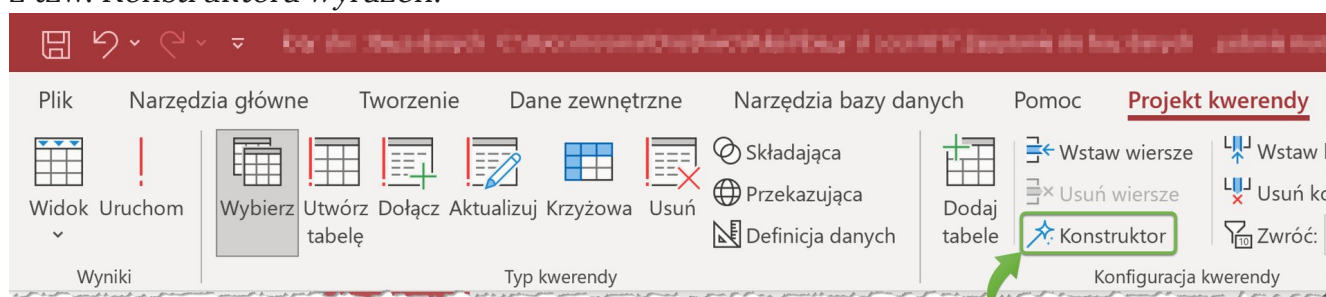 z tzw. Konstruktora wyrażeń.
Plik Narzędzia główne Tworzenie Dane zewnętrzne Narzędzia bazy danych Pomoc Projekt kwerendy
Składająca Wstaw wiersze Wstaw
Przekazująca Usuń wiersze Usuń
Widok Uruchom Wybierz Utwórz Dołącz Aktualizuj Krzyżowa Usuń Dodaj
tabelę Definicja danych tabele Konstruktor 10 Zwróć:
Wyniki Typ kwerendy Konfiguracja kwerendy